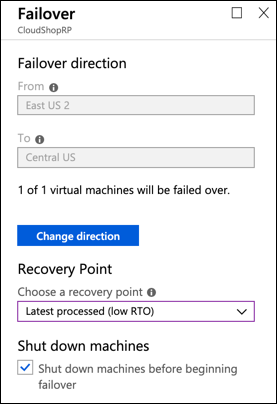 Failover
CloudShopRP
Failover direction
From
East US 2
To
Central US
1 of 1 virtual machines will be failed over.
Change direction
Recovery Point
Choose a recovery point
Latest processed (low RTO)
Shut down machines
Shut down machines before beginning
failover